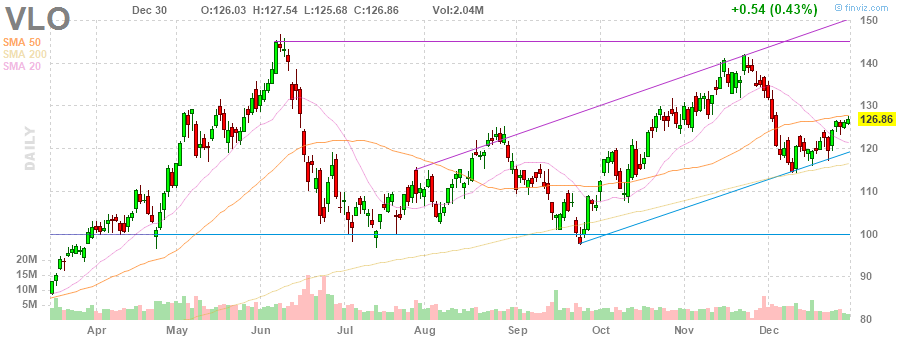 VLO Dec 30 O:126.03 H:127.54 L:125.68 C:126.86 Vol:2.04M +0.54 (0.43%) finviz.com
SMA 50
SMA 200
SMA 20
DAILY
150
140
130
126.86
120
110
100
90
80
20M
15M
10M
5M
Apr May Jun Jul Aug Sep Oct Nov Dec